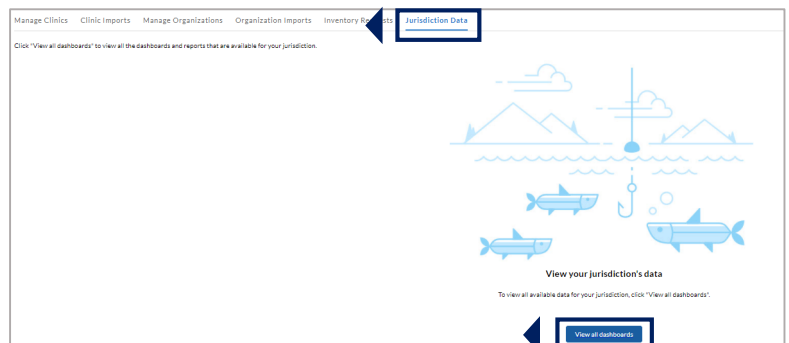 Manage Clinics Clinic Imports Manage Organizations Organization Imports Inventory Jurisdiction Data
Click "View all dashboards" to view all the dashboards and reports that are available for your jurisdiction.
View your jurisdiction's data
To view all available data for your jurisdiction, click "View all dashboards".
View all dashboards